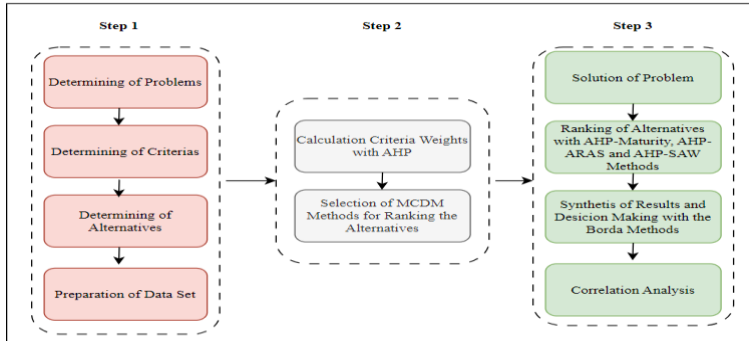 Step 1
Determining of Problems
Determining of Criterias
Determining of
Alternatives
Preparation of Data Set
Step 2
Calculation Criteria Weights
with AHP
Selection of MCDM
Methods for Ranking the
Alternatives
Step 3
Solution of Problem
Ranking of Alternatives
with AHP-Maturity, AHP-
ARAS and AHP-SAW
Methods
Synthetis of Results and
Desicion Making with the
Borda Methods
Correlation Analysis